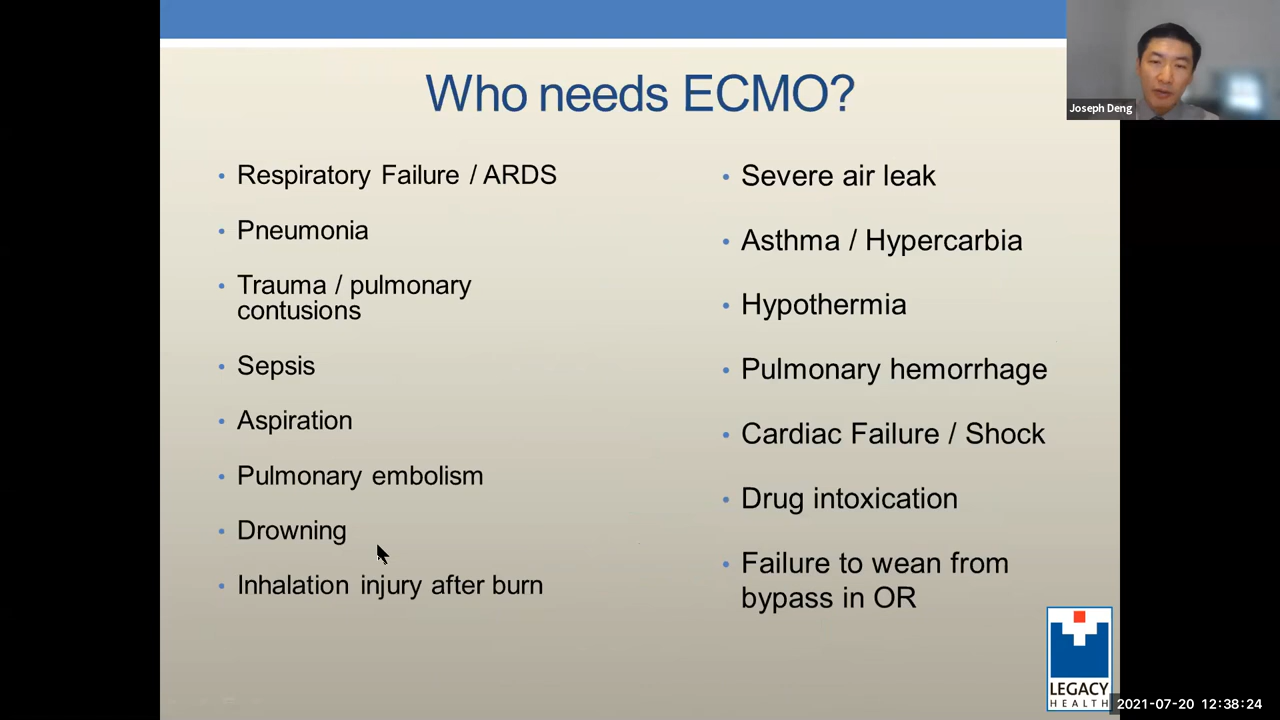 Who needs ECMO?
Joseph Deng
• Respiratory Failure / ARDS
• Pneumonia
• Trauma / pulmonary
contusions
• Sepsis
• Aspiration
• Pulmonary embolism
• Drowning
• Inhalation injury after burn
• Severe air leak
• Asthma / Hypercarbia
• Hypothermia
• Pulmonary hemorrhage
• Cardiac Failure / Shock
• Drug intoxication
• Failure to wean from
bypass in OR
LEGACY
HEALTH
2021-07-20 12:38:24